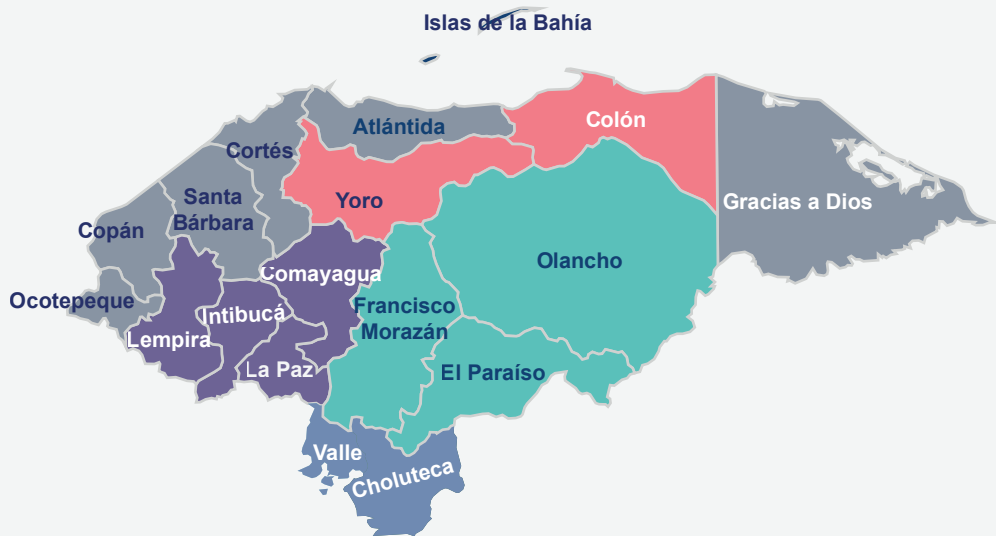 Islas de la Bahía
Colón
Atlántida
Cortés
Yoro
Santa
Bárbara
Gracias a Dios
Copán
Olancho
Comayagua
Ocotepeque
Francisco
Morazán
Intibucá
Lempira
La Paz
El Paraíso
Valle
Choluteca